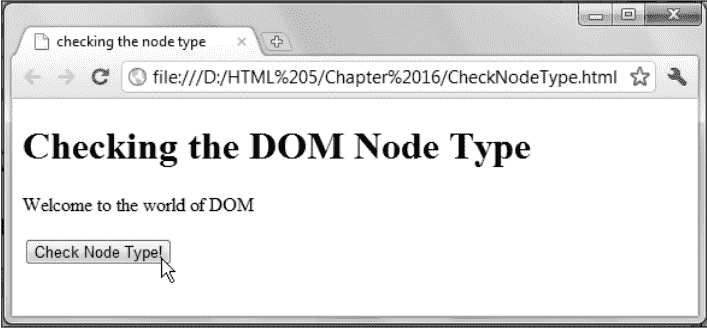 checking the node type
file:///D:/HTML%205/Chapter%2016/CheckNodeType.html
Checking the DOM Node Type
Welcome to the world of DOM
Check Node Type!